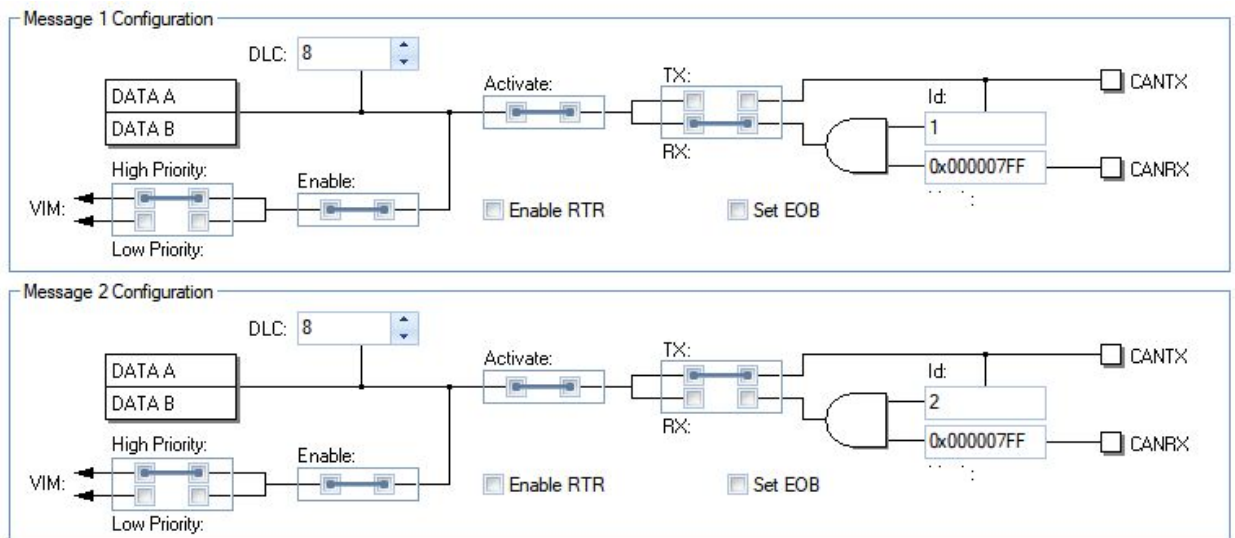 Message 1 Configuration
DLC: 8
DATA A
DATA B
Activate:
TX:
RX:
CANTX
Id:
1
0x000007FF
CANRX
High Priority:
VIM:
Low Priority:
Enable:
Enable RTR
Set EOB
Message 2 Configuration
DLC: 8
DATA A
DATA B
Activate:
TX:
RX:
CANTX
Id:
2
0x000007FF
CANRX
High Priority:
VIM:
Low Priority:
Enable:
Enable RTR
Set EOB